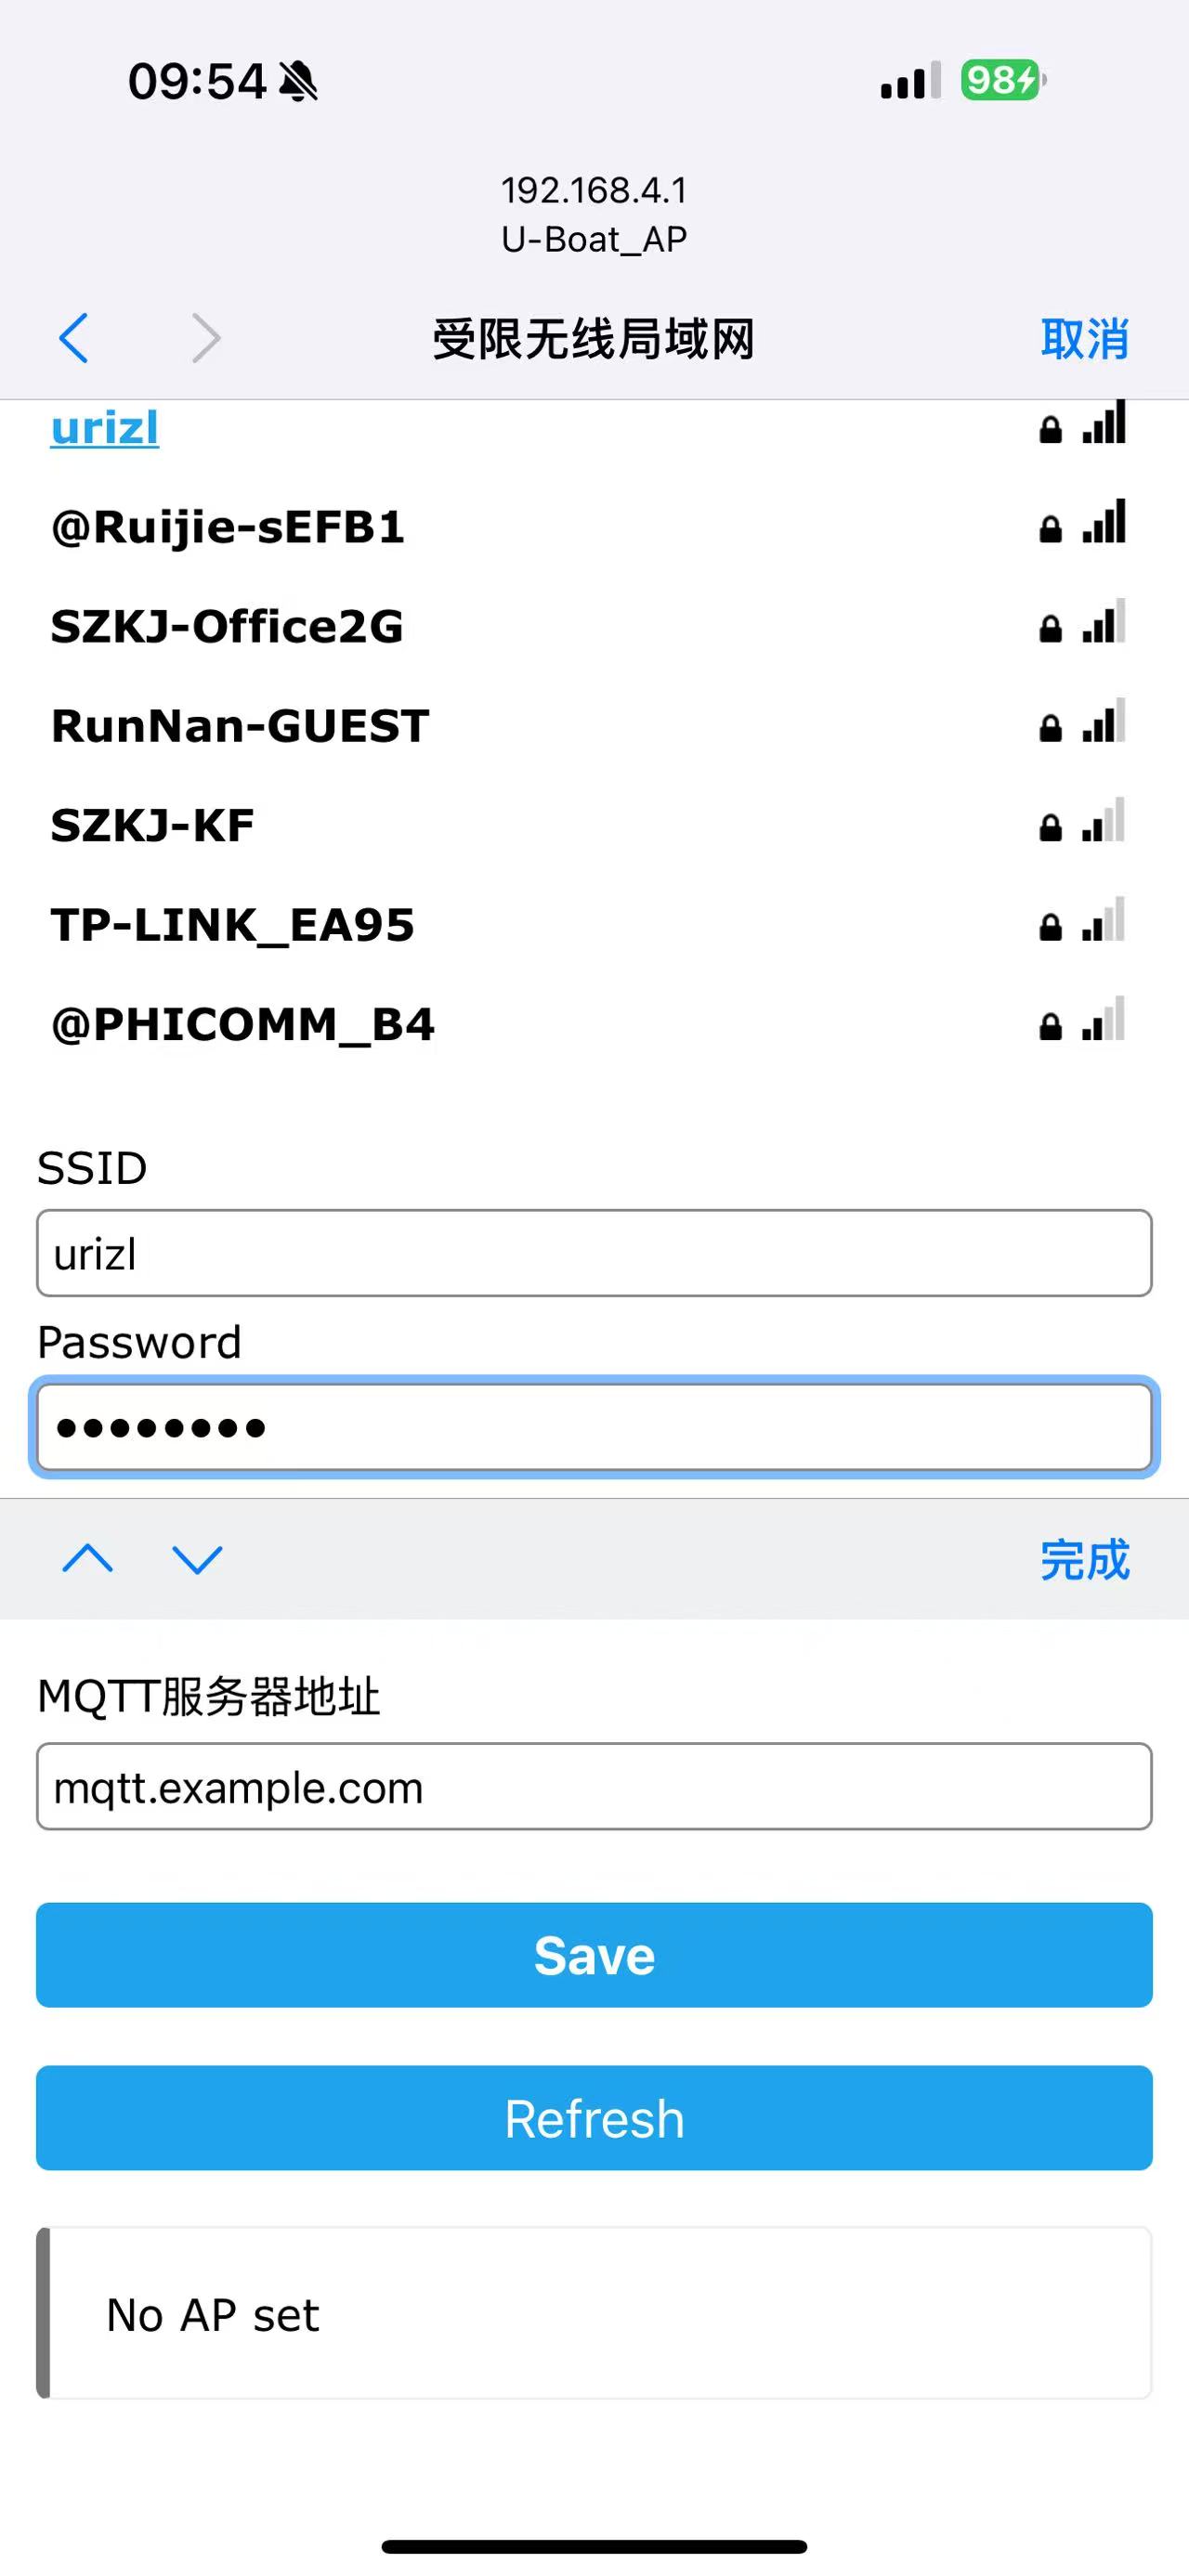 09:54
98
192.168.4.1
U-Boat_AP
受限无线局域网
取消
urizl
@Ruijie-sEFB1
SZKJ-Office2G
RunNan-GUEST
SZKJ-KF
TP-LINK_EA95
@PHICOMM_B4
SSID
urizl
Password
••••••••
完成
MQTT服务器地址
mqtt.example.com
Save
Refresh
No AP set